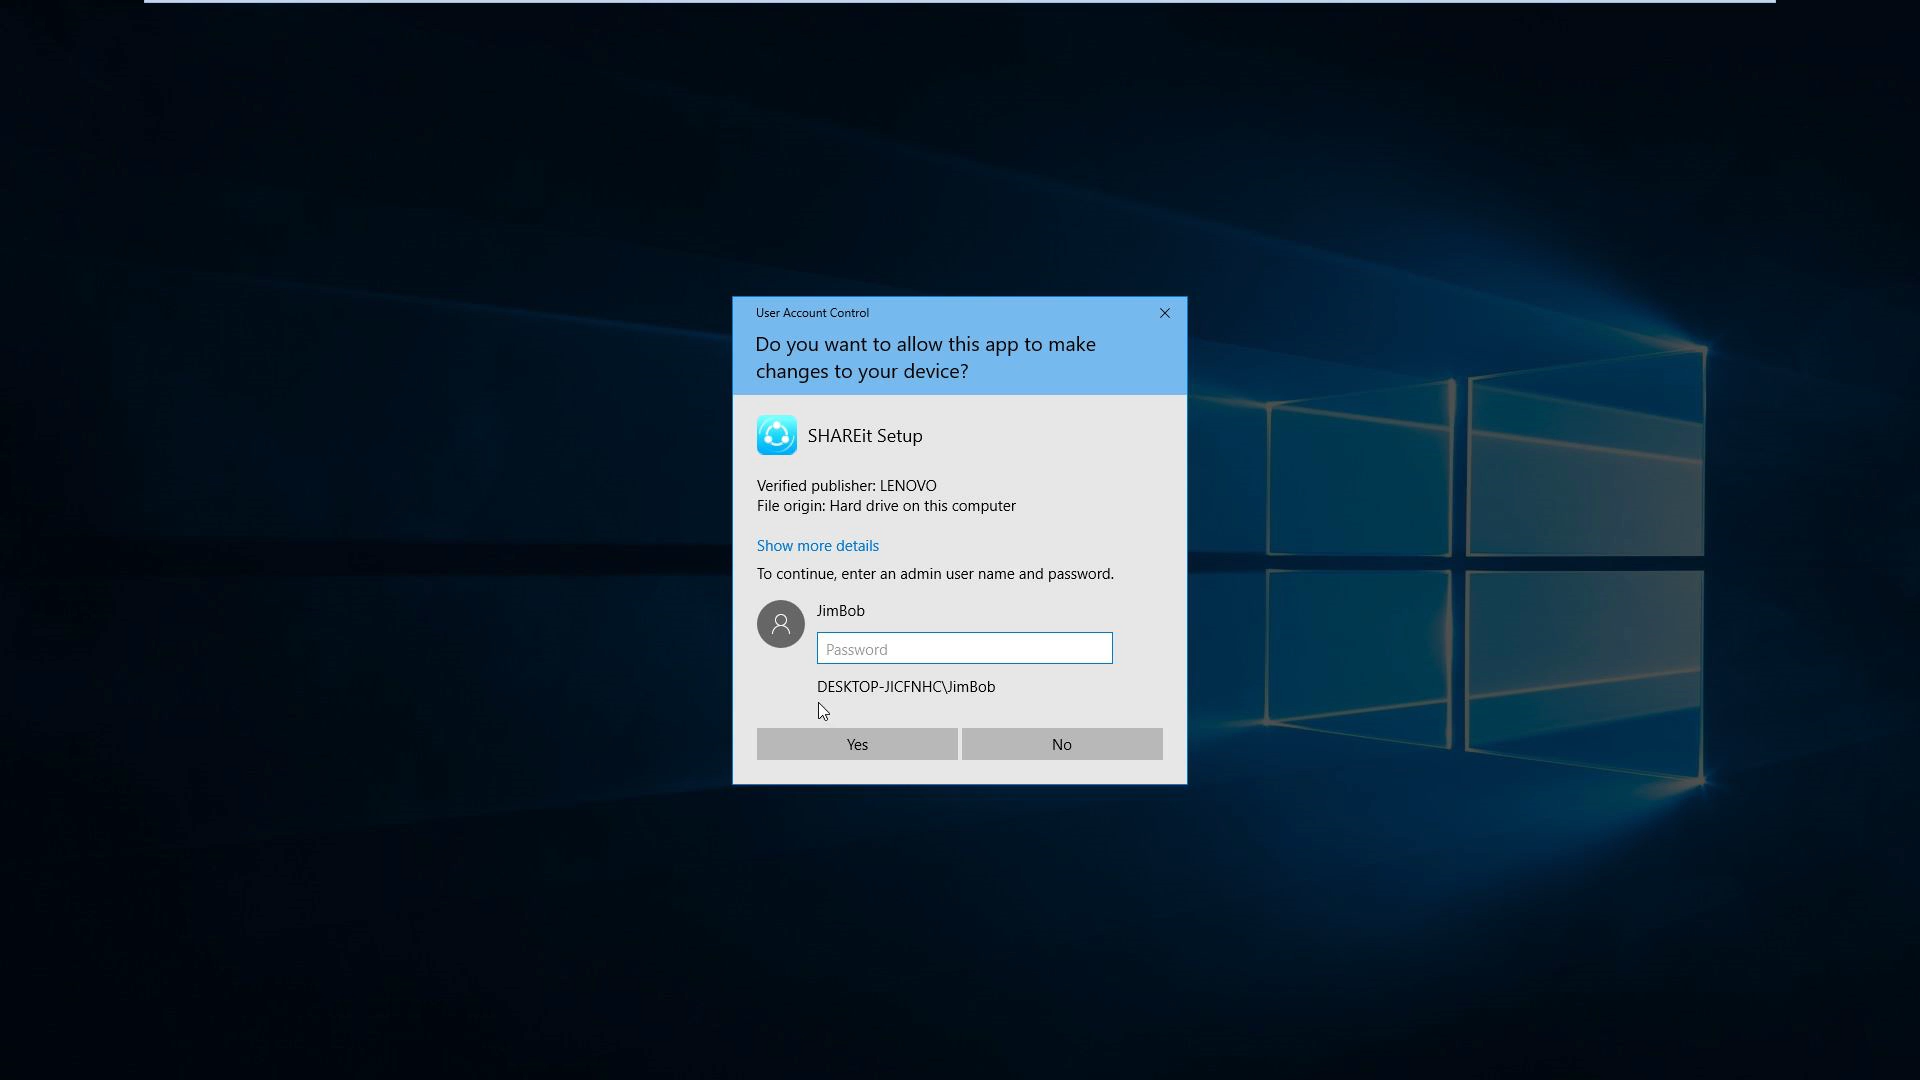 User Account Control
Do you want to allow this app to make
changes to your device?
SHAREit Setup
Verified publisher: LENOVO
File origin: Hard drive on this computer
Show more details
To continue, enter an admin user name and password.
JimBob
Password
DESKTOP-JICFNHC\JimBob
Yes
No